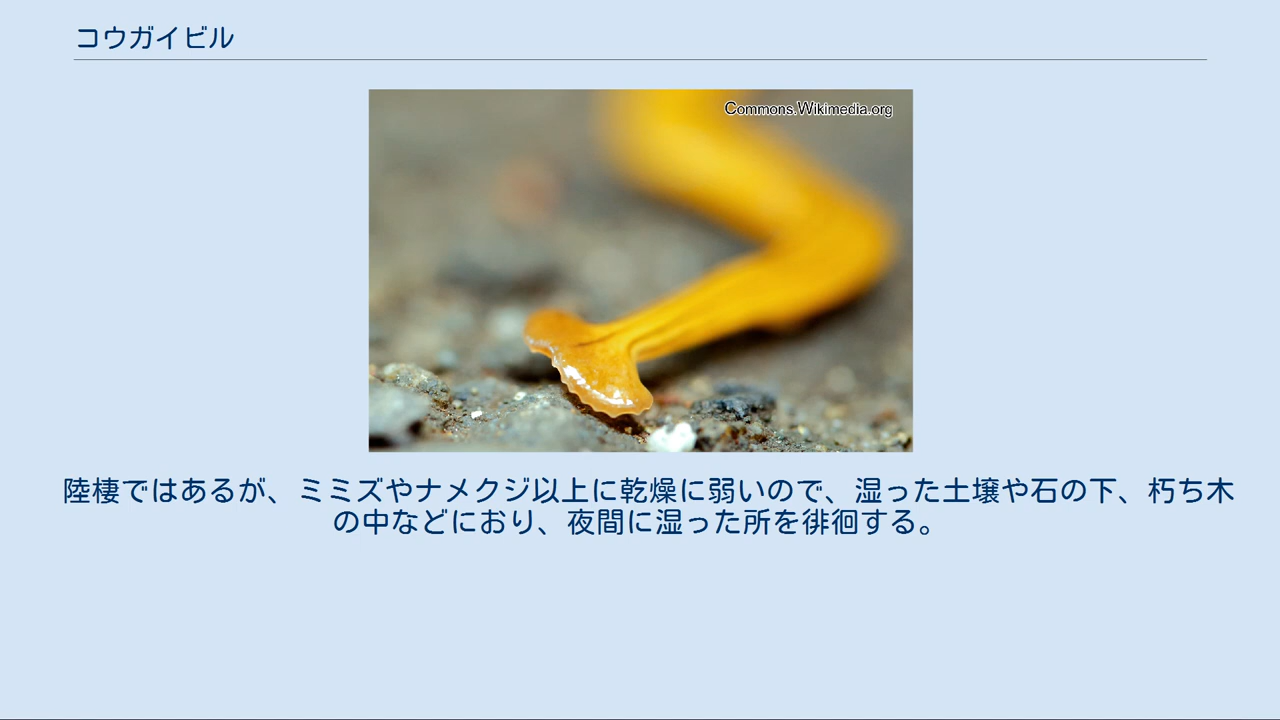 コウガイビル
Commons.Wikimedia.org
陸棲ではあるが、ミミズやナメクジ以上に乾燥に弱いので、湿った土壌や石の下、朽ち木
の中などにおり、夜間に湿った所を徘徊する。